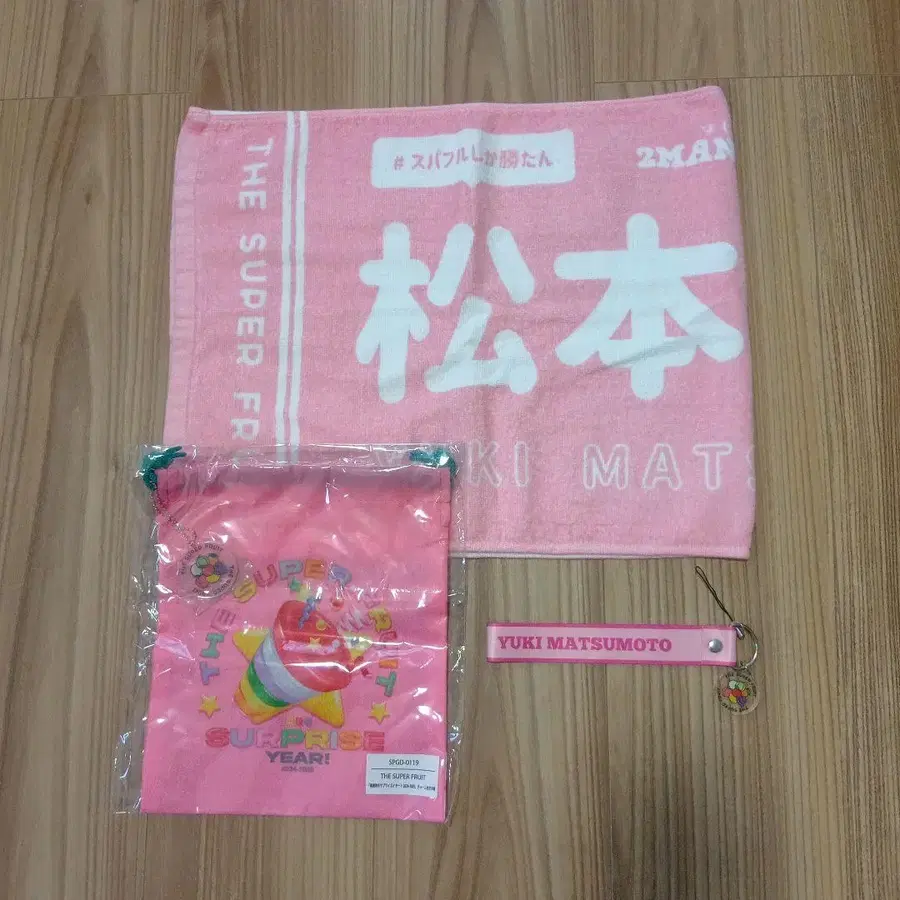 #スパフルしか勝たん
2MAN
松本
THE SUPER FR
UKI MATS
THE SUPER FRUIT
SURPRISE
YEAR!
SPGD-0119
THE SUPER FRUIT
YUKI MATSUMOTO